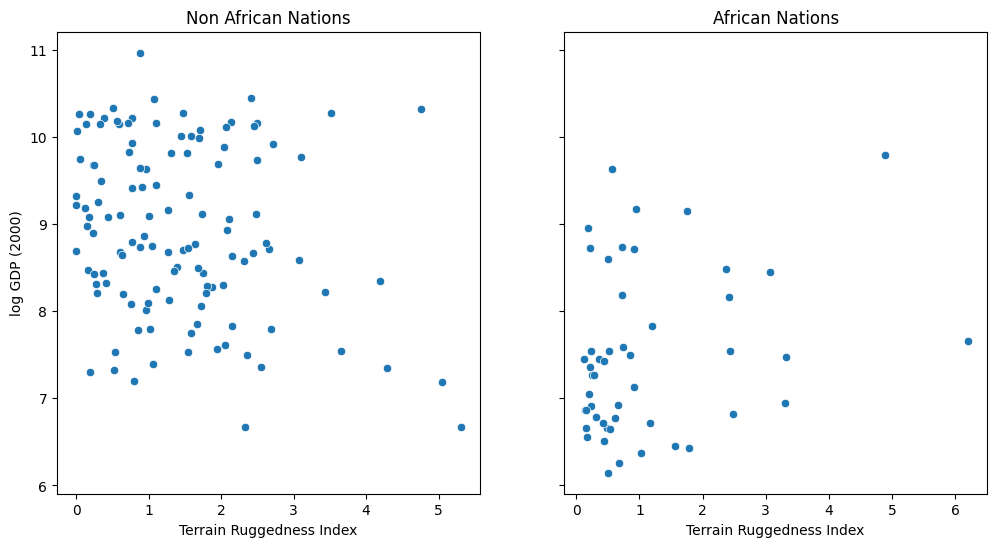 Non African Nations
African Nations
log GDP (2000)
11
10
9
8
7
6
0 1 2 3 4 5
0 1 2 3 4 5 6
Terrain Ruggedness Index
Terrain Ruggedness Index